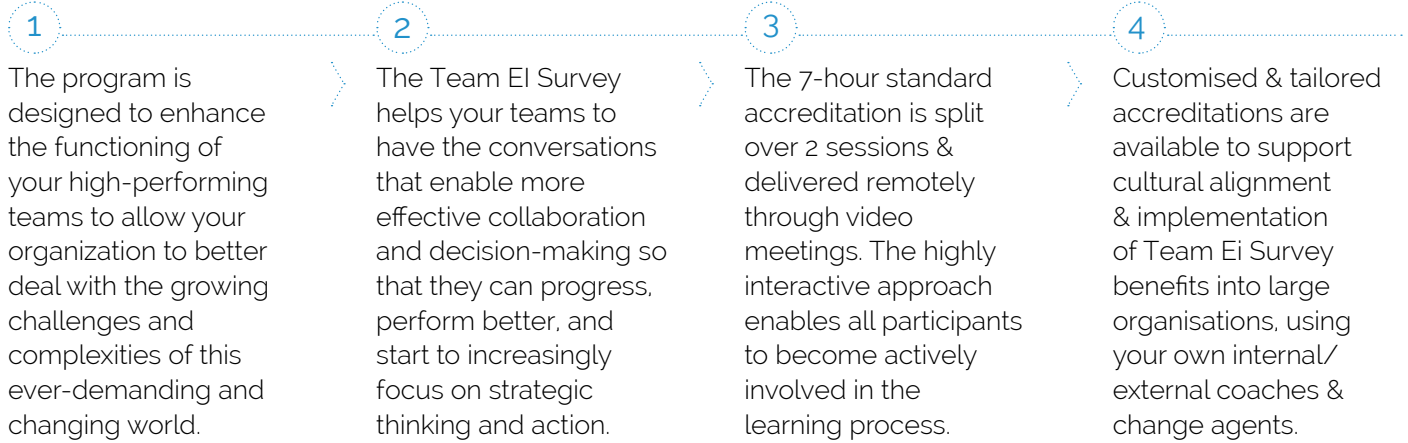 1
The program is
designed to enhance
the functioning of
your high-performing
teams to allow your
organization to better
deal with the growing
challenges and
complexities of this
ever-demanding and
changing world.
2
The Team EI Survey
helps your teams to
have the conversations
that enable more
effective collaboration
and decision-making so
that they can progress,
perform better, and
start to increasingly
focus on strategic
thinking and action.
3
The 7-hour standard
accreditation is split
over 2 sessions &
delivered remotely
through video
meetings. The highly
interactive approach
enables all participants
to become actively
involved in the
learning process.
4
Customised & tailored
accreditations are
available to support
cultural alignment
& implementation
of Team Ei Survey
benefits into large
organisations, using
your own internal/
external coaches &
change agents.